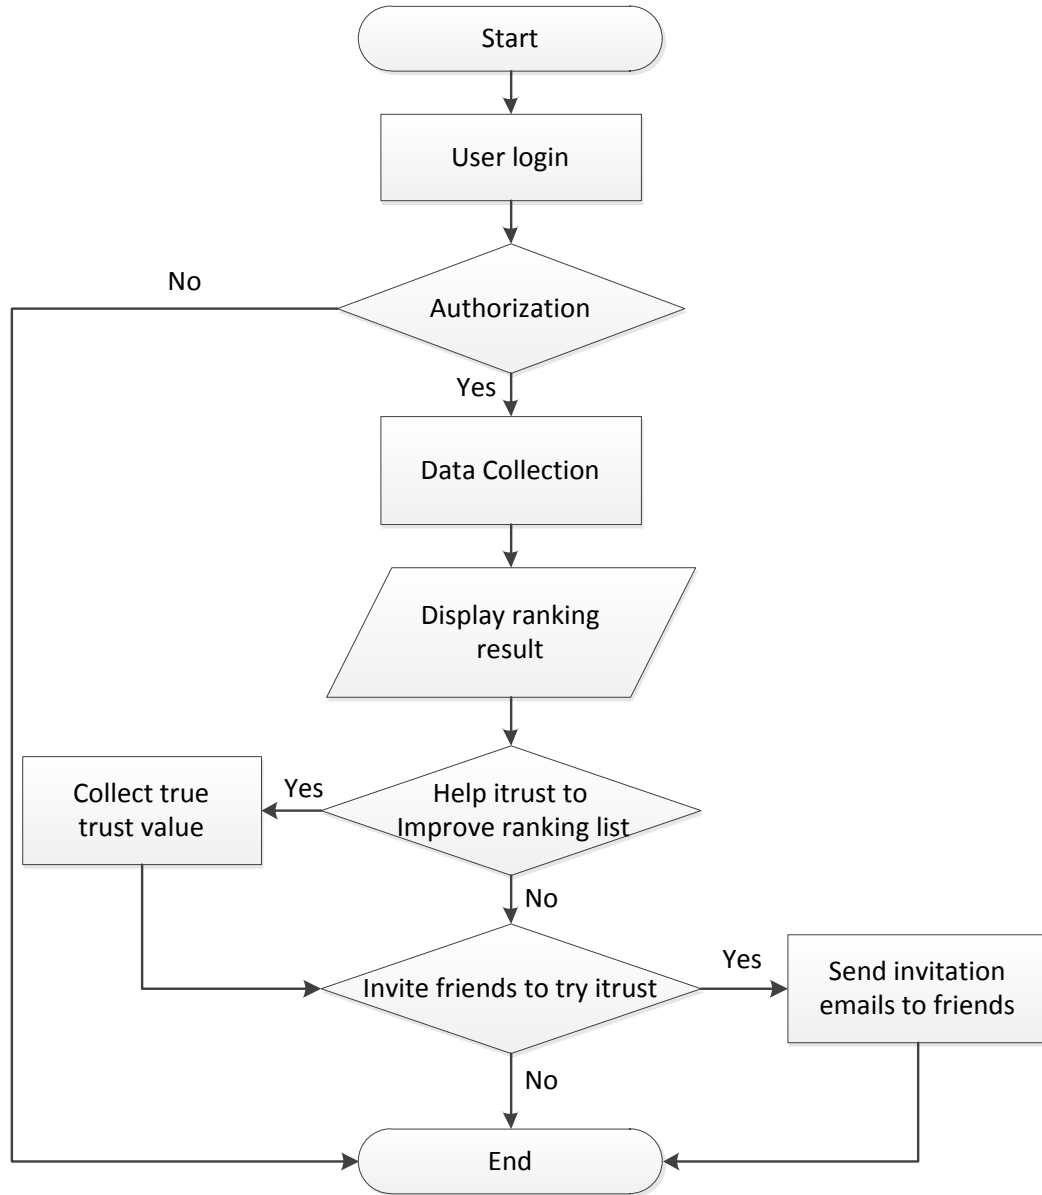 Start
User login
No
Authorization
Yes
Data Collection
Display ranking
result
Collect true
trust value
Yes
Help itrust to
Improve ranking list
No
Invite friends to try itrust
Yes
Send invitation
emails to friends
No
End